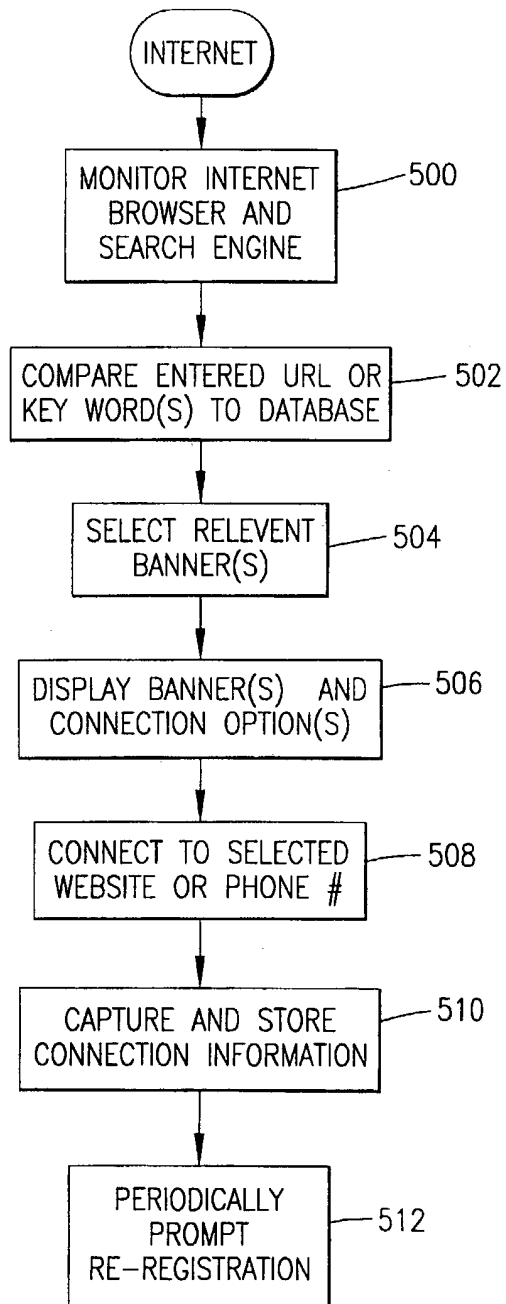 INTERNET
MONITOR INTERNET
BROWSER AND
SEARCH ENGINE
500
COMPARE ENTERED URL OR
KEY WORD(S) TO DATABASE
502
SELECT RELEVENT
BANNER(S)
504
DISPLAY BANNER(S) AND
CONNECTION OPTION(S)
506
CONNECT TO SELECTED
WEBSITE OR PHONE #
508
CAPTURE AND STORE
CONNECTION INFORMATION
510
PERIODICALLY
PROMPT
RE-REGISTRATION
512